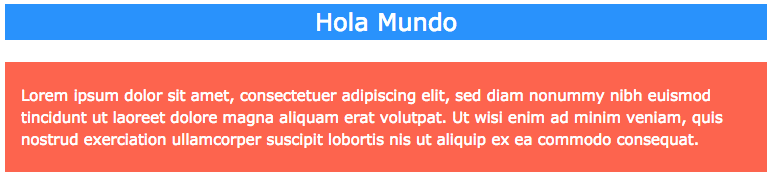 Hola Mundo
Lorem ipsum dolor sit amet, consectetuer adipiscing elit, sed diam nonummy nibh euismod
tincidunt ut laoreet dolore magna aliquam erat volutpat. Ut wisi enim ad minim veniam, quis
nostrud exerciation ullamcorper suscipit lobortis nis ut aliquip ex ea commodo consequat.